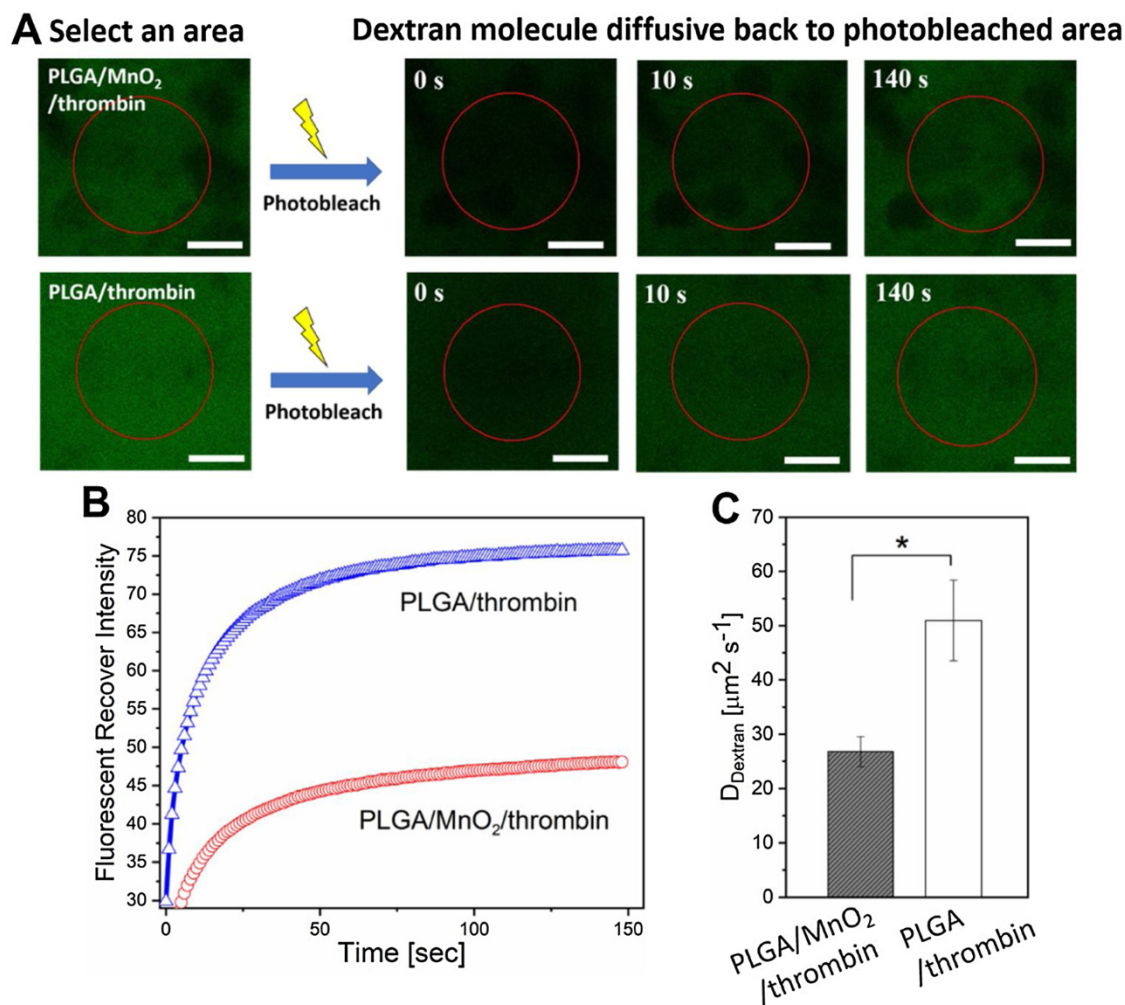 A Select an area
Dextran molecule diffusive back to photobleached area
PLGA/MnO₂
/thrombin
Photobleach
0 s
10 s
140 s
PLGA/thrombin
Photobleach
0 s
10 s
140 s
B
Fluorescent Recover Intensity
80
75
70
65
60
55
50
45
40
35
30
PLGA/thrombin
PLGA/MnO₂/thrombin
0
50
100
150
Time [sec]
C
D_Dextran [μm² s⁻¹]
70
60
50
40
30
20
10
0
*
PLGA/MnO₂
/thrombin
PLGA
/thrombin